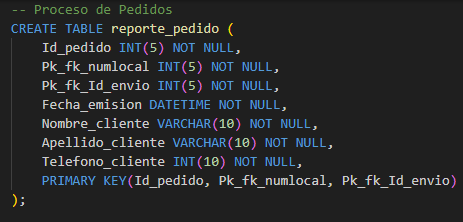 -- Proceso de Pedidos
CREATE TABLE reporte_pedido (
    Id_pedido INT(5) NOT NULL,
    Pk_fk_numlocal INT(5) NOT NULL,
    Pk_fk_Id_envio INT(5) NOT NULL,
    Fecha_emision DATETIME NOT NULL,
    Nombre_cliente VARCHAR(10) NOT NULL,
    Apellido_cliente VARCHAR(10) NOT NULL,
    Telefono_cliente INT(10) NOT NULL,
    PRIMARY KEY(Id_pedido, Pk_fk_numlocal, Pk_fk_Id_envio)
);